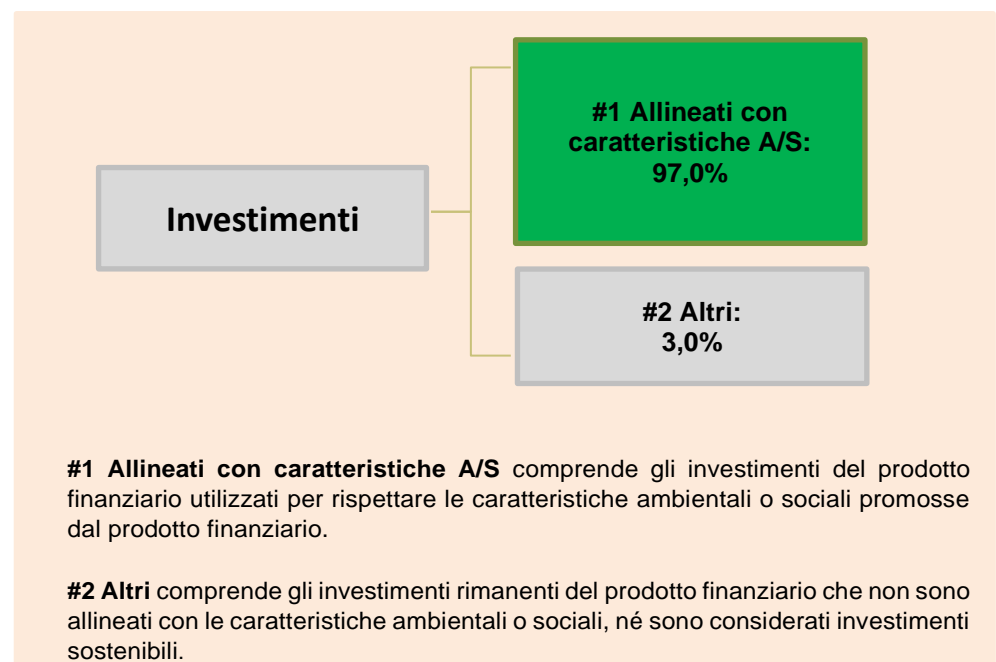 #1 Allineati con
caratteristiche A/S:
97,0%
Investimenti
#2 Altri:
3,0%
#1 Allineati con caratteristiche A/S comprende gli investimenti del prodotto
finanziario utilizzati per rispettare le caratteristiche ambientali o sociali promosse
dal prodotto finanziario.
#2 Altri comprende gli investimenti rimanenti del prodotto finanziario che non sono
allineati con le caratteristiche ambientali o sociali, né sono considerati investimenti
sostenibili.